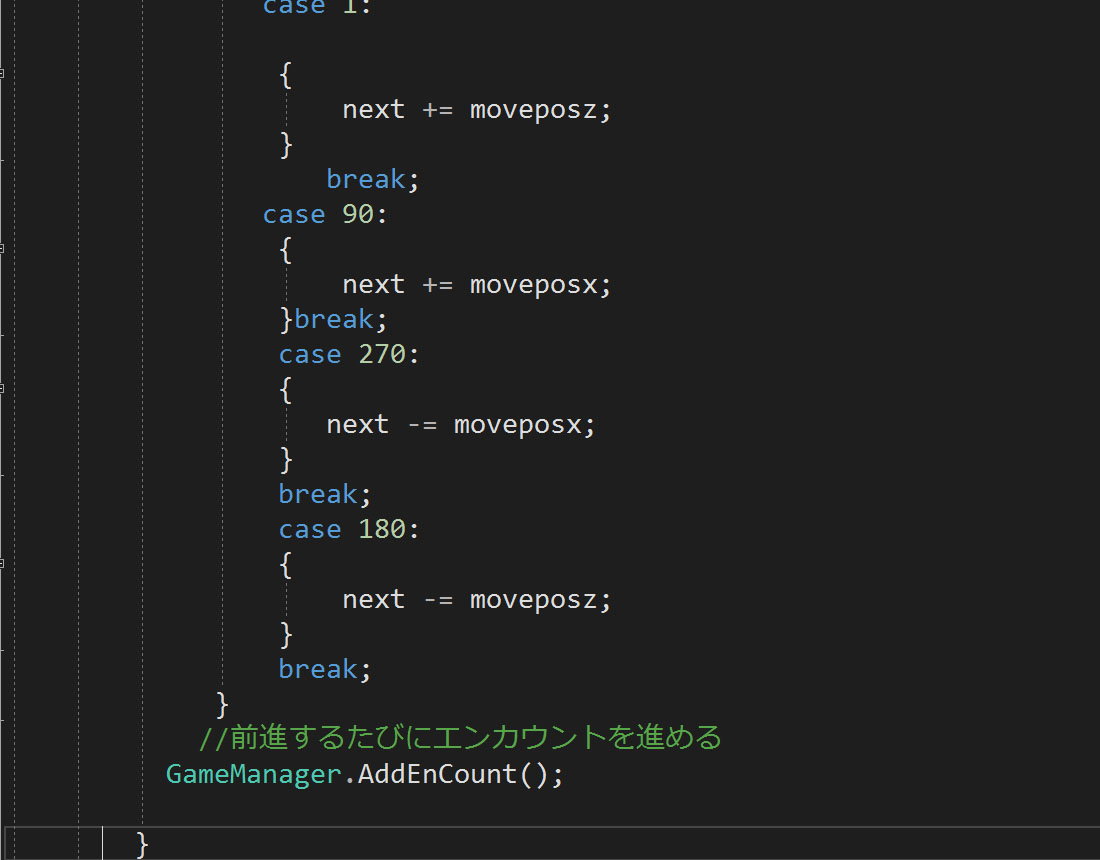 case 1:
{
next += moveposz;
}
break;
case 90:
{
next += moveposx;
}break;
case 270:
{
next -= moveposx;
}
break;
case 180:
{
next -= moveposz;
}
break;
}
//前進するたびにエンカウントを進める
GameManager.AddEnCount();
}